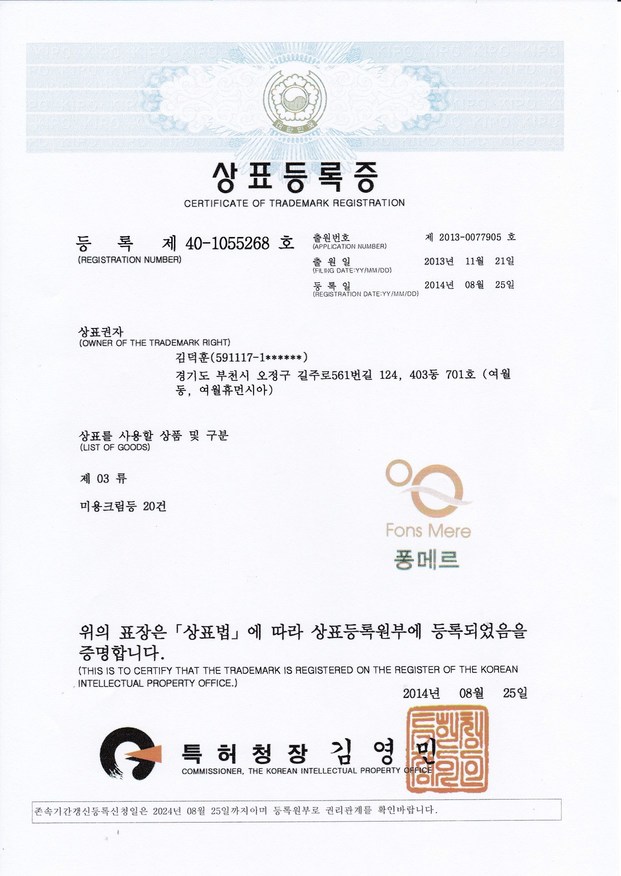 상표등록증
CERTIFICATE OF TRADEMARK REGISTRATION
등 록 제 40-1055268 호
(REGISTRATION NUMBER)
출원번호 제 2013-0077905 호
(APPLICATION NUMBER)
출 원 일 2013년 11월 21일
(FILING DATE:YY/MM/DD)
등 록 일 2014년 08월 25일
(REGISTRATION DATE:YY/MM/DD)
상표권자
(OWNER OF THE TRADEMARK RIGHT)
김덕훈(591117-1******)
경기도 부천시 오정구 길주로561번길 124, 403동 701호 (여월
동, 여월휴먼시아)
상표를 사용할 상품 및 구분
(LIST OF GOODS)
제 03 류
미용크림등 20건
Fons Mere
퐁메르
위의 표장은 「상표법」에 따라 상표등록원부에 등록되었음을
증명합니다.
(THIS IS TO CERTIFY THAT THE TRADEMARK IS REGISTERED ON THE REGISTER OF THE KOREAN
INTELLECTUAL PROPERTY OFFICE.)
2014년 08월 25일
특허청장 김영민
COMMISSIONER, THE KOREAN INTELLECTUAL PROPERTY OFFICE
존속기간갱신등록신청일은 2024년 08월 25일까지이며 등록원부로 권리관계를 확인바랍니다.